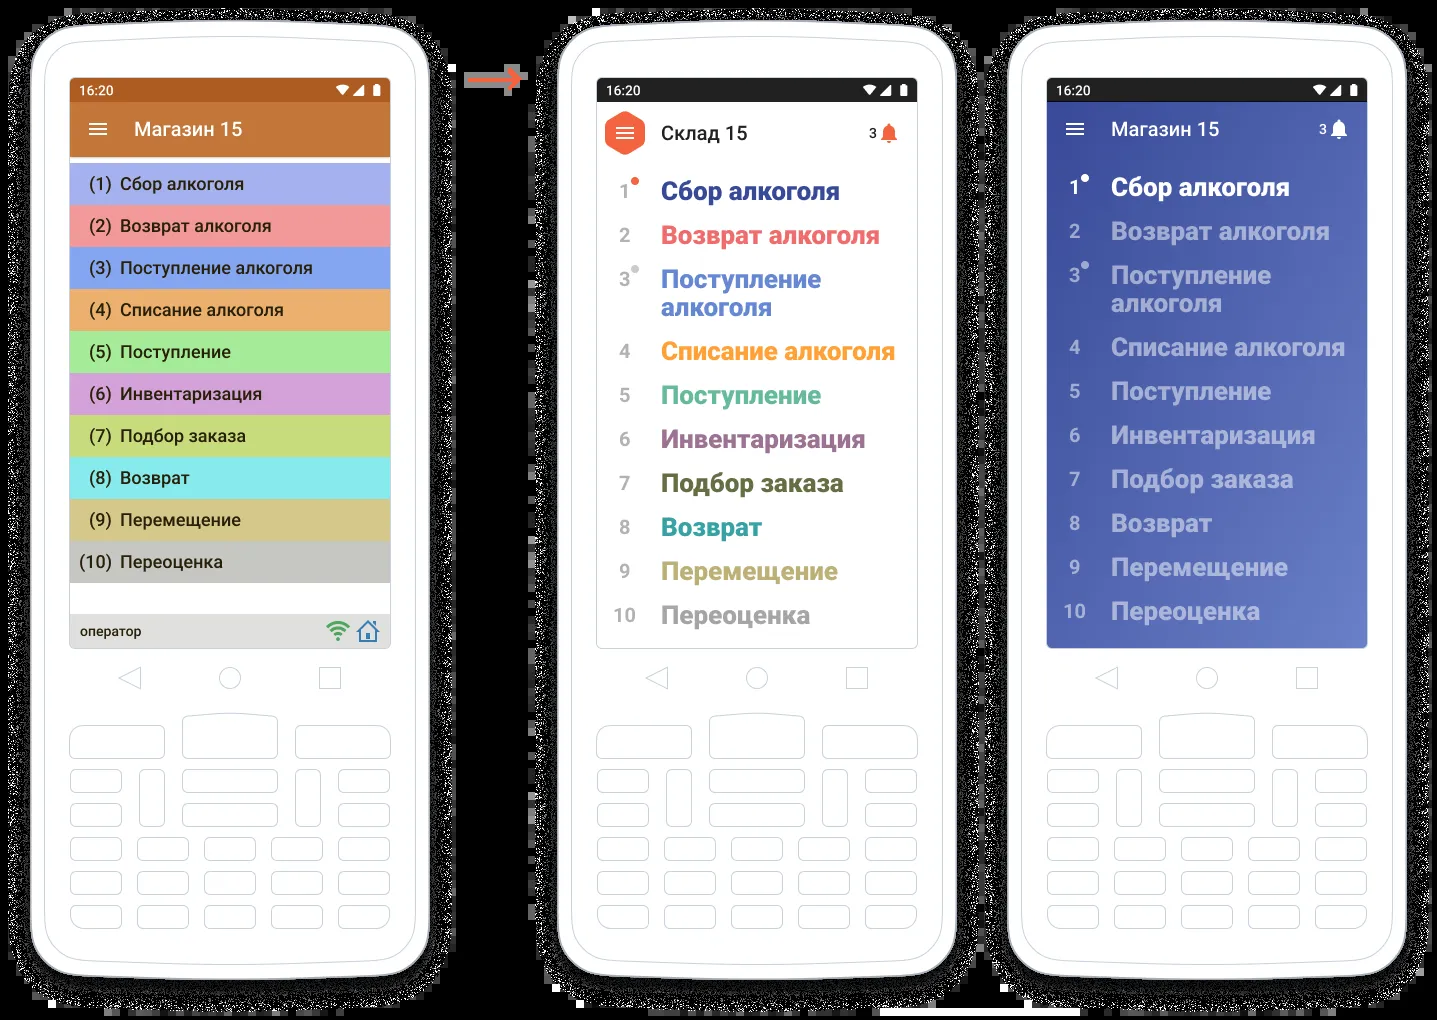 16:20
Магазин 15
(1) Сбор алкоголя
(2) Возврат алкоголя
(3) Поступление алкоголя
(4) Списание алкоголя
(5) Поступление
(6) Инвентаризация
(7) Подбор заказа
(8) Возврат
(9) Перемещение
(10) Переоценка
оператор
16:20
Склад 15 3
1 Сбор алкоголя
2 Возврат алкоголя
3 Поступление
алкоголя
4 Списание алкоголя
5 Поступление
6 Инвентаризация
7 Подбор заказа
8 Возврат
9 Перемещение
10 Переоценка
16:20
Магазин 15 3
1 Сбор алкоголя
2 Возврат алкоголя
3 Поступление
алкоголя
4 Списание алкоголя
5 Поступление
6 Инвентаризация
7 Подбор заказа
8 Возврат
9 Перемещение
10 Переоценка